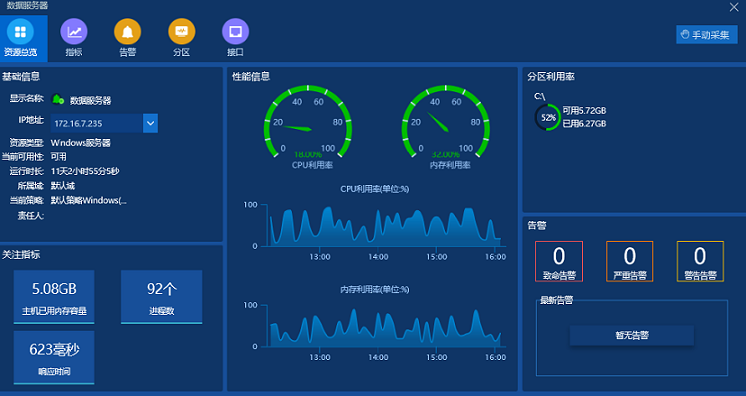 数据服务器
资源总览
指标
告警
分区
接口
手动采集
基础信息
显示名称: 数据服务器
IP地址: 172.16.7.235
资源类型: Windows服务器
当前可用性: 可用
运行时长: 11天2小时55分5秒
所属域: 默认域
当前策略: 默认策略Windows(...
责任人:
关注指标
5.08GB
主机已用内存容量
92个
进程数
623毫秒
响应时间
性能信息
0 20 40 60 80 100
18.00%
CPU利用率
0 20 40 60 80 100
32.00%
内存利用率
CPU利用率(单位:%)
100
0
13:00 14:00 15:00 16:00
内存利用率(单位:%)
100
0
13:00 14:00 15:00 16:00
分区利用率
C:\
52%
可用5.72GB
已用6.27GB
告警
0
致命告警
0
严重告警
0
警告告警
最新告警
暂无告警